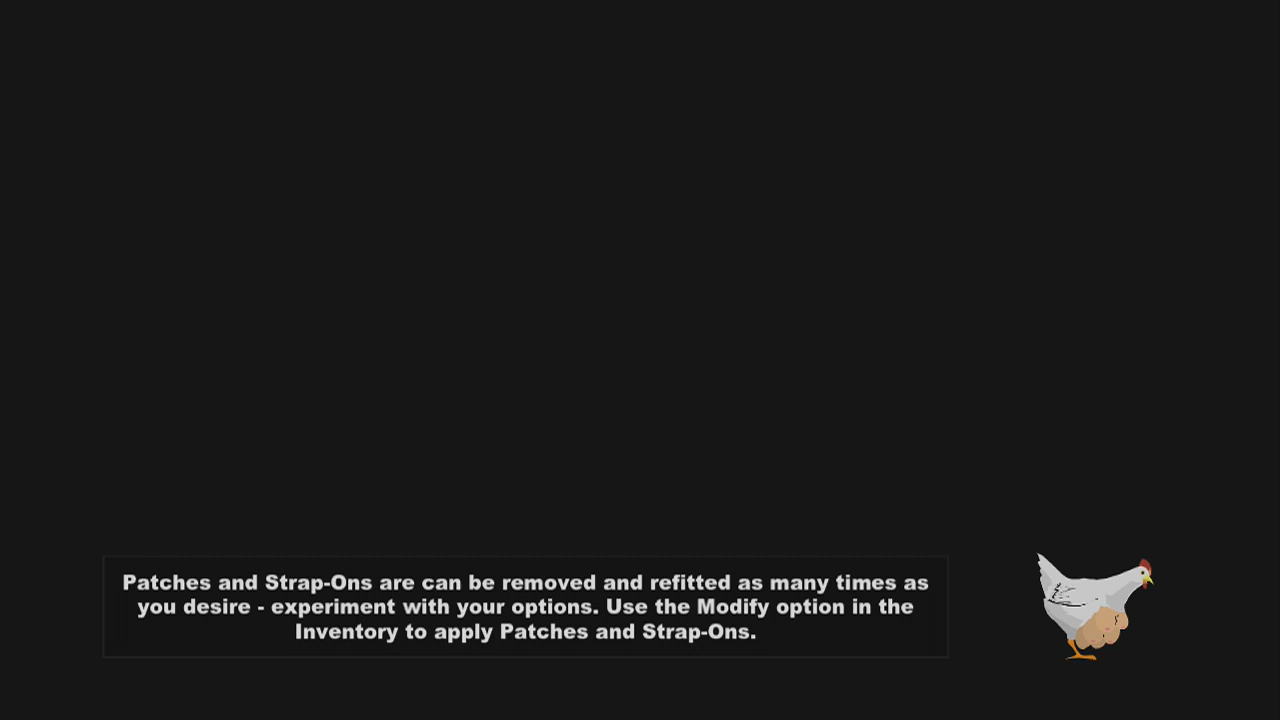 Patches and Strap-Ons are can be removed and refitted as many times as
you desire - experiment with your options. Use the Modify option in the
Inventory to apply Patches and Strap-Ons.